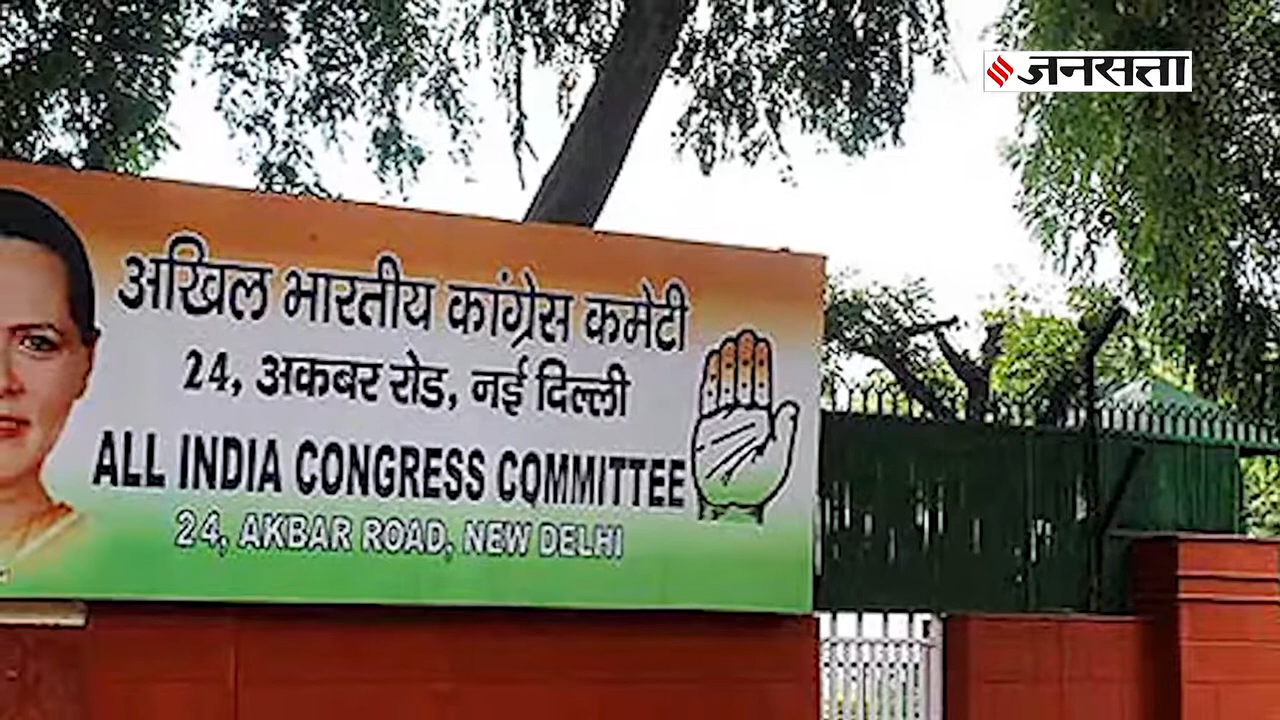 जनसत्ता
अखिल भारतीय कांग्रेस कमेटी
24, अकबर रोड, नई दिल्ली
ALL INDIA CONGRESS COMMITTEE
24, AKBAR ROAD, NEW DELHI